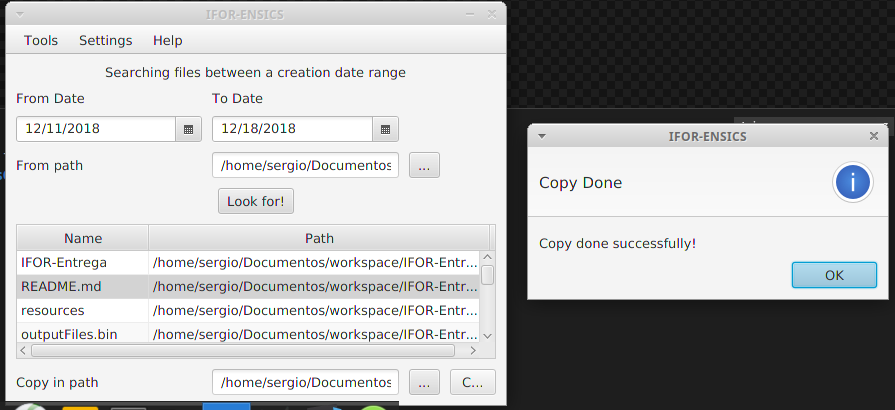 IFOR-ENSICS
Tools Settings Help
Searching files between a creation date range
From Date To Date
12/11/2018 12/18/2018
From path /home/sergio/Documentos ...
Look for!
Name Path
IFOR-Entrega /home/sergio/Documentos/workspace/IFOR-Entr...
README.md /home/sergio/Documentos/workspace/IFOR-Entr...
resources /home/sergio/Documentos/workspace/IFOR-Entr...
outputFiles.bin /home/sergio/Documentos/workspace/IFOR-Entr...
Copy in path /home/sergio/Documentos ... C...
IFOR-ENSICS
Copy Done
Copy done successfully!
OK